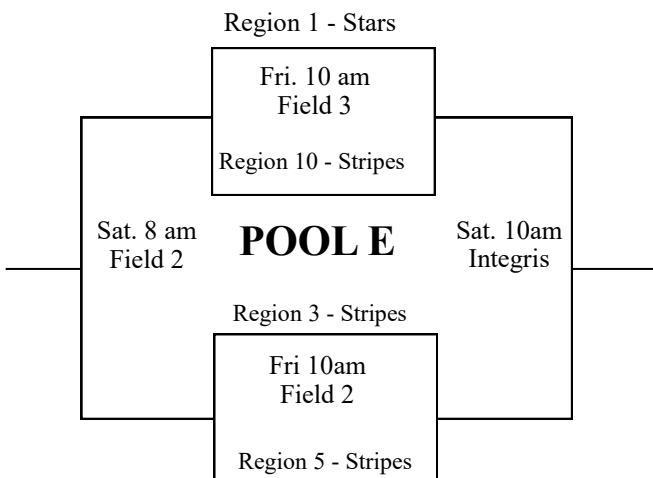 Region 1 - Stars
Fri. 10 am
Field 3
Region 10 - Stripes
Sat. 8 am
Field 2
POOL E
Sat. 10am
Integris
Region 3 - Stripes
Fri 10am
Field 2
Region 5 - Stripes